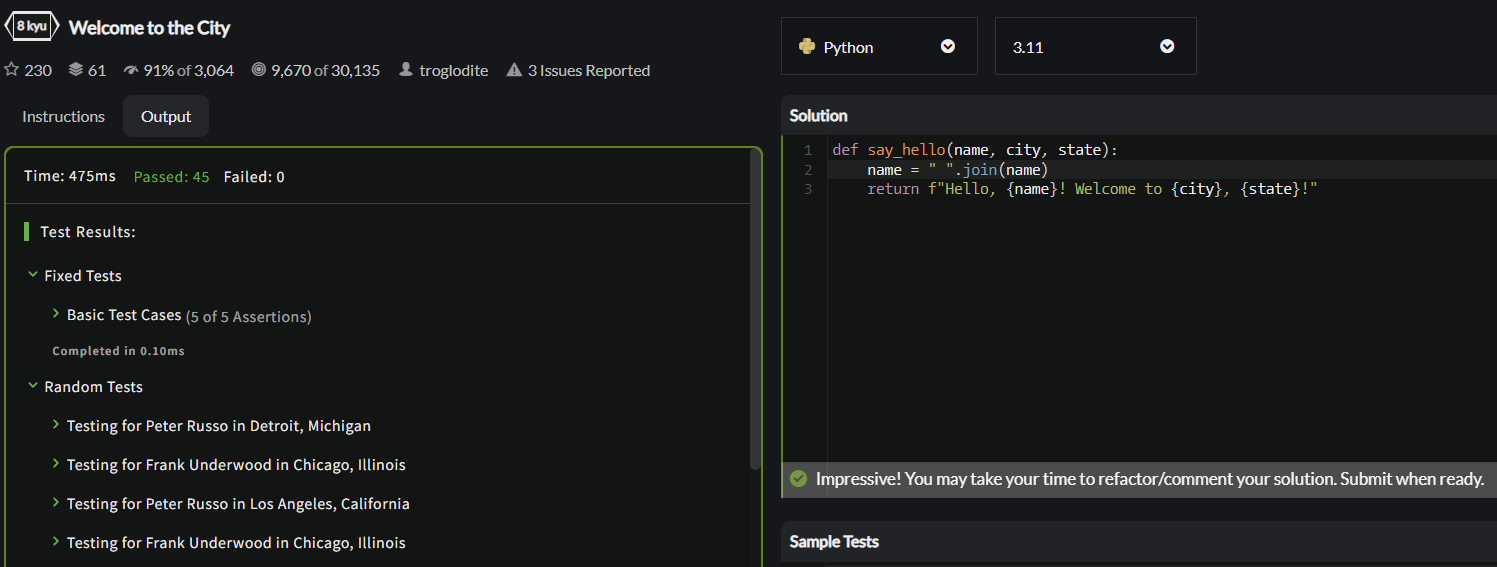 8 kyu Welcome to the City
230 61 91% of 3,064 9,670 of 30,135 troglodite 3 Issues Reported
Instructions Output
Time: 475ms Passed: 45 Failed: 0
Test Results:
Fixed Tests
Basic Test Cases (5 of 5 Assertions)
Completed in 0.10ms
Random Tests
Testing for Peter Russo in Detroit, Michigan
Testing for Frank Underwood in Chicago, Illinois
Testing for Peter Russo in Los Angeles, California
Testing for Frank Underwood in Chicago, Illinois
Python 3.11
Solution
1 def say_hello(name, city, state):
2     name = " ".join(name)
3     return f"Hello, {name}! Welcome to {city}, {state}!"
Impressive! You may take your time to refactor/comment your solution. Submit when ready.
Sample Tests